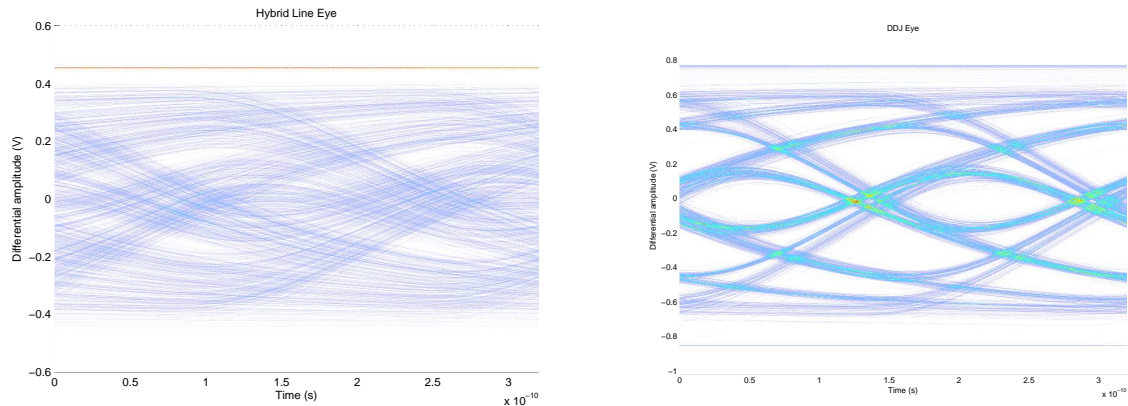 Hybrid Line Eye
0.6
0.4
0.2
0
−0.2
−0.4
−0.6
Differential amplitude (V)
0 0.5 1 1.5 2 2.5 3
Time (s)
x 10⁻¹⁰
DDJ Eye
0.8
0.6
0.4
0.2
0
−0.2
−0.4
−0.6
−0.8
−1
Differential amplitude (V)
0 0.5 1 1.5 2 2.5 3
Time (s)
x 10⁻¹⁰